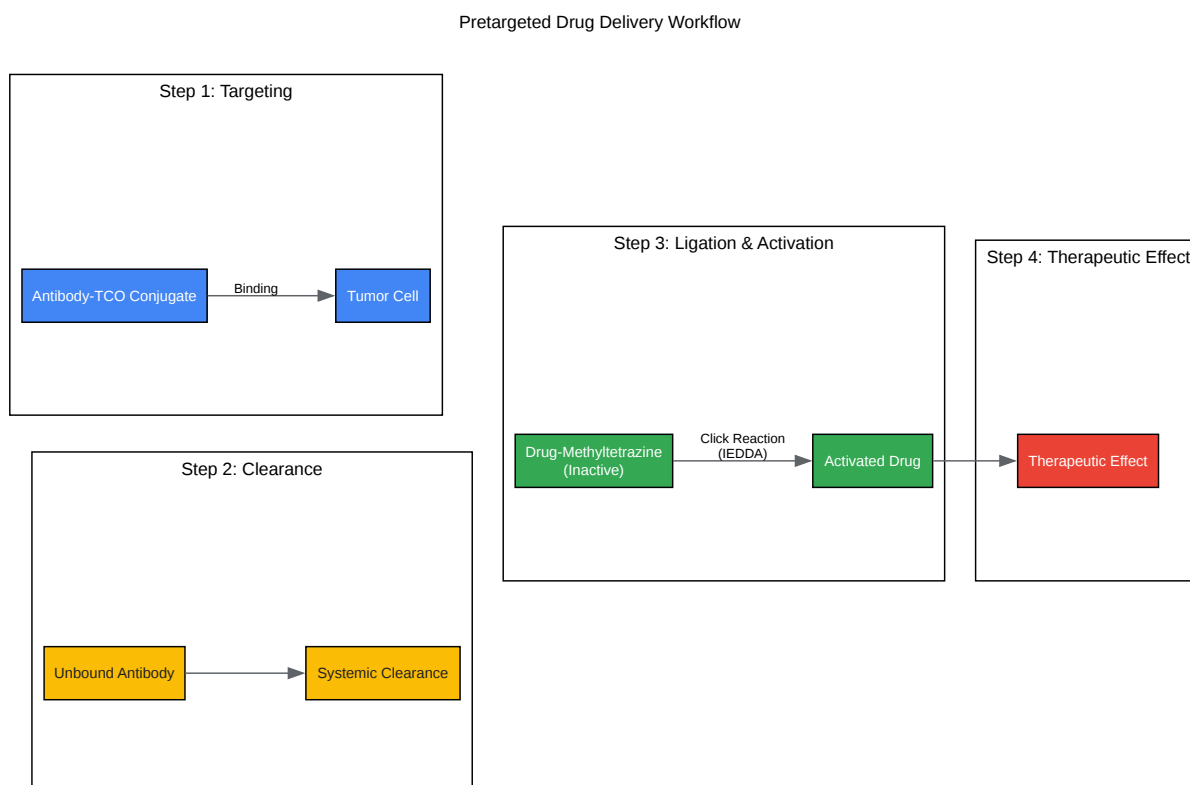 Pretargeted Drug Delivery Workflow
Step 1: Targeting
Antibody-TCO Conjugate
Binding
Tumor Cell
Step 2: Clearance
Unbound Antibody
Systemic Clearance
Step 3: Ligation & Activation
Drug-Methyltetrazine
(Inactive)
Click Reaction
(IEDDA)
Activated Drug
Step 4: Therapeutic Effect
Therapeutic Effect